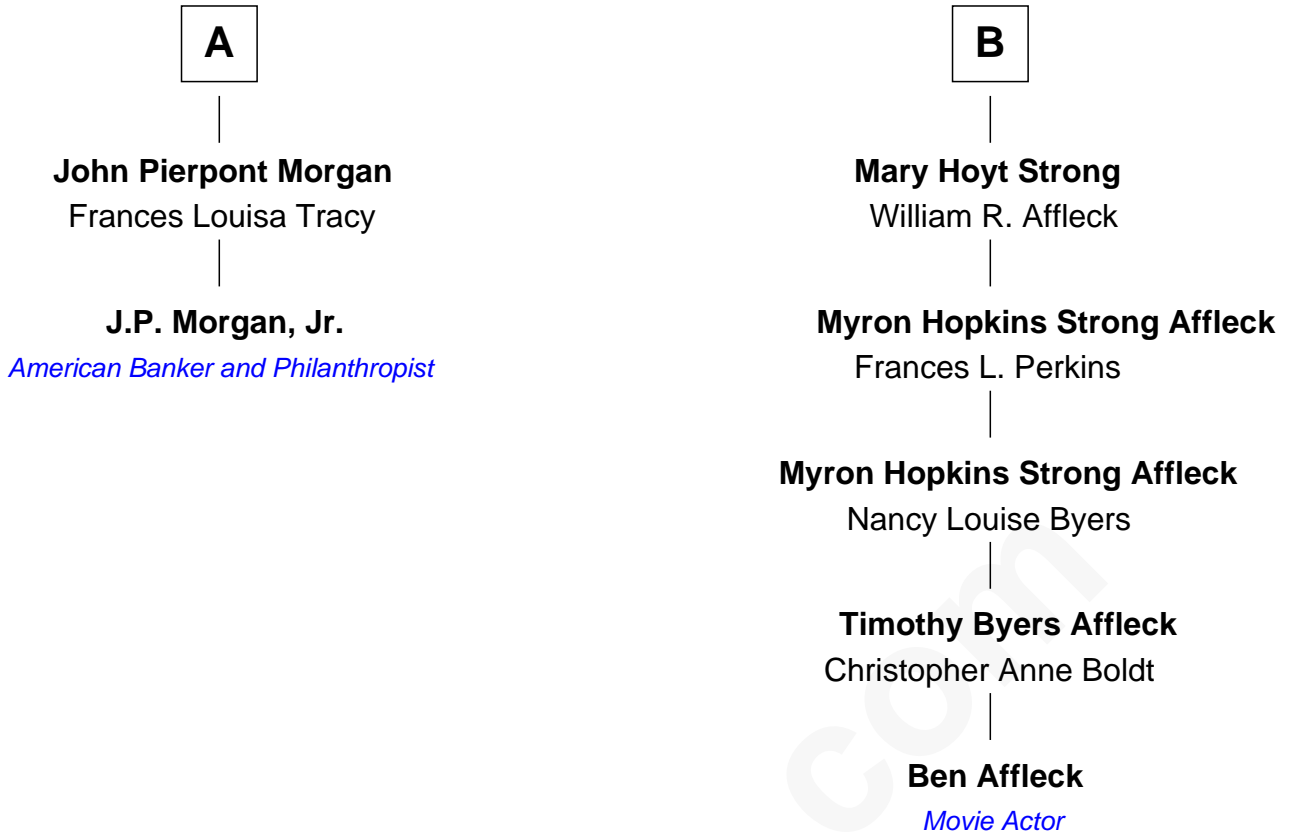 A
John Pierpont Morgan
Frances Louisa Tracy
J.P. Morgan, Jr.
American Banker and Philanthropist
B
Mary Hoyt Strong
William R. Affleck
Myron Hopkins Strong Affleck
Frances L. Perkins
Myron Hopkins Strong Affleck
Nancy Louise Byers
Timothy Byers Affleck
Christopher Anne Boldt
Ben Affleck
Movie Actor
com